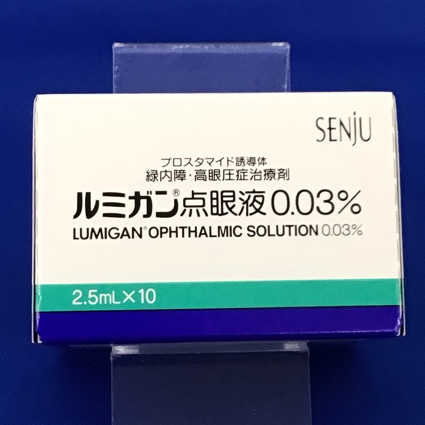 SENJU
プロスタマイド誘導体
緑内障・高眼圧症治療剤
ルミガン®点眼液0.03%
LUMIGAN®OPHTHALMIC SOLUTION 0.03%
2.5mL×10